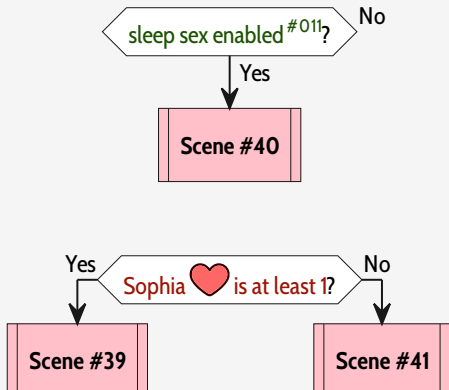 No
sleep sex enabled #011?
Yes
Scene #40
Yes
No
Sophia is at least 1?
Scene #39
Scene #41